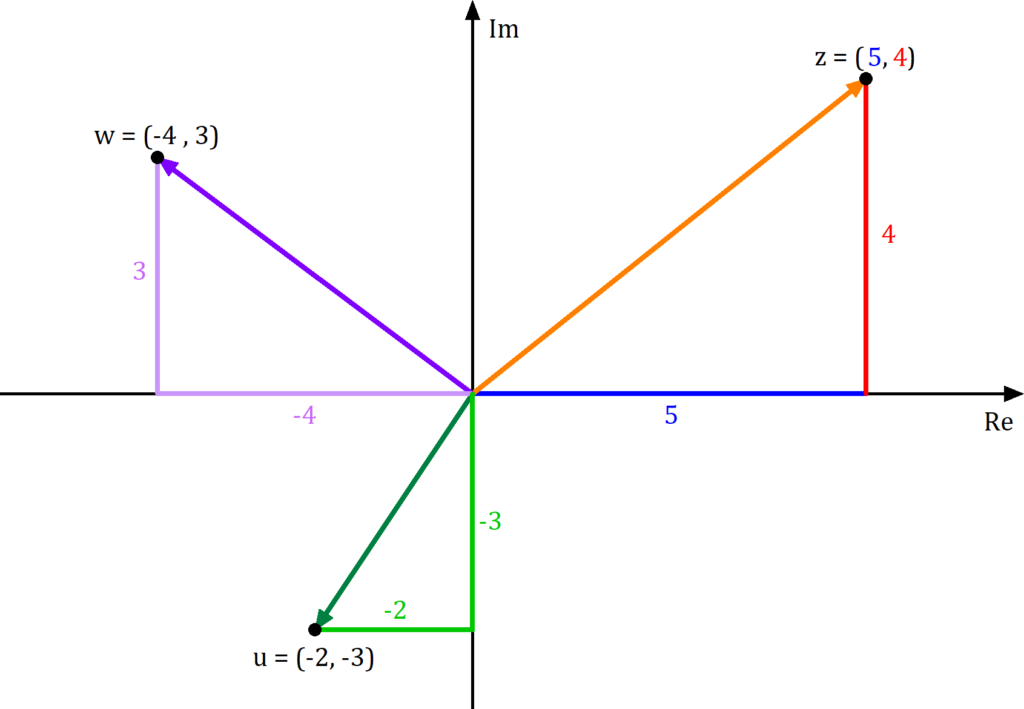 Im
z = (5, 4)
w = (-4 , 3)
4
3
-4
5
Re
-3
-2
u = (-2, -3)